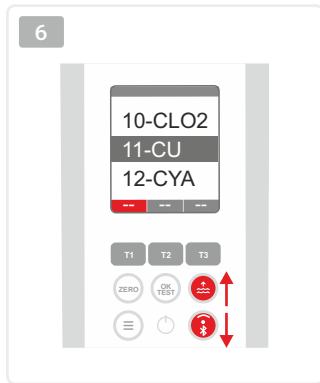 6
10-CLO2
11-CU
12-CYA
-- -- --
T1 T2 T3
ZERO OK TEST